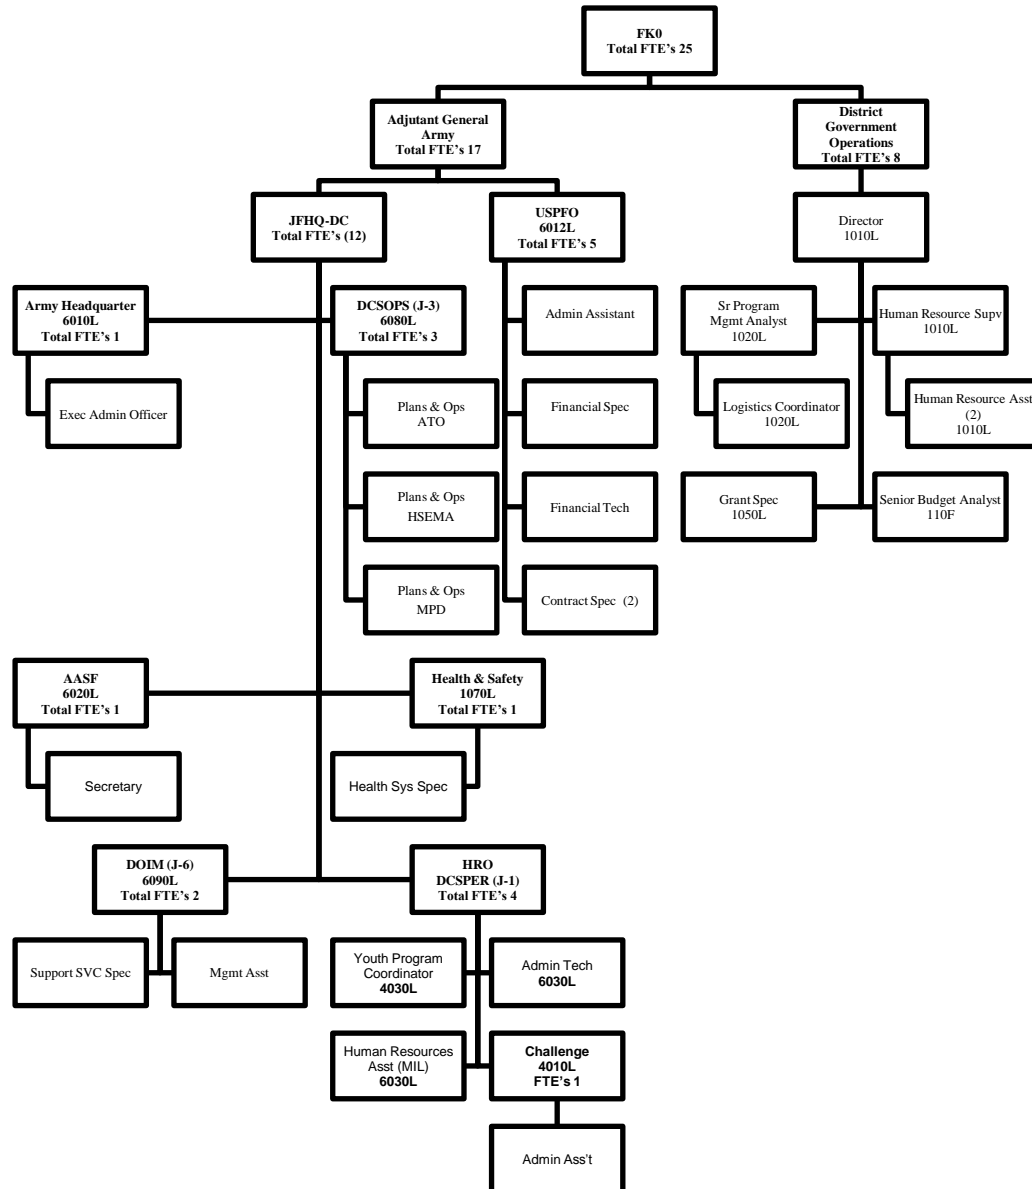 FK0
Total FTE's 25
Adjutant General
Army
Total FTE's 17
District
Government
Operations
Total FTE's 8
JFHQ-DC
Total FTE's (12)
USPFO
6012L
Total FTE's 5
Director
1010L
Army Headquarter
6010L
Total FTE's 1
DCSOPS (J-3)
6080L
Total FTE's 3
Admin Assistant
Sr Program
Mgmt Analyst
1020L
Human Resource Supv
1010L
Exec Admin Officer
Plans & Ops
ATO
Financial Spec
Logistics Coordinator
1020L
Human Resource Asst
(2)
1010L
Plans & Ops
HSEMA
Financial Tech
Grant Spec
1050L
Senior Budget Analyst
110F
Plans & Ops
MPD
Contract Spec (2)
AASF
6020L
Total FTE's 1
Health & Safety
1070L
Total FTE's 1
Secretary
Health Sys Spec
DOIM (J-6)
6090L
Total FTE's 2
HRO
DCSPER (J-1)
Total FTE's 4
Support SVC Spec
Mgmt Asst
Youth Program
Coordinator
4030L
Admin Tech
6030L
Human Resources
Asst (MIL)
6030L
Challenge
4010L
FTE's 1
Admin Ass't